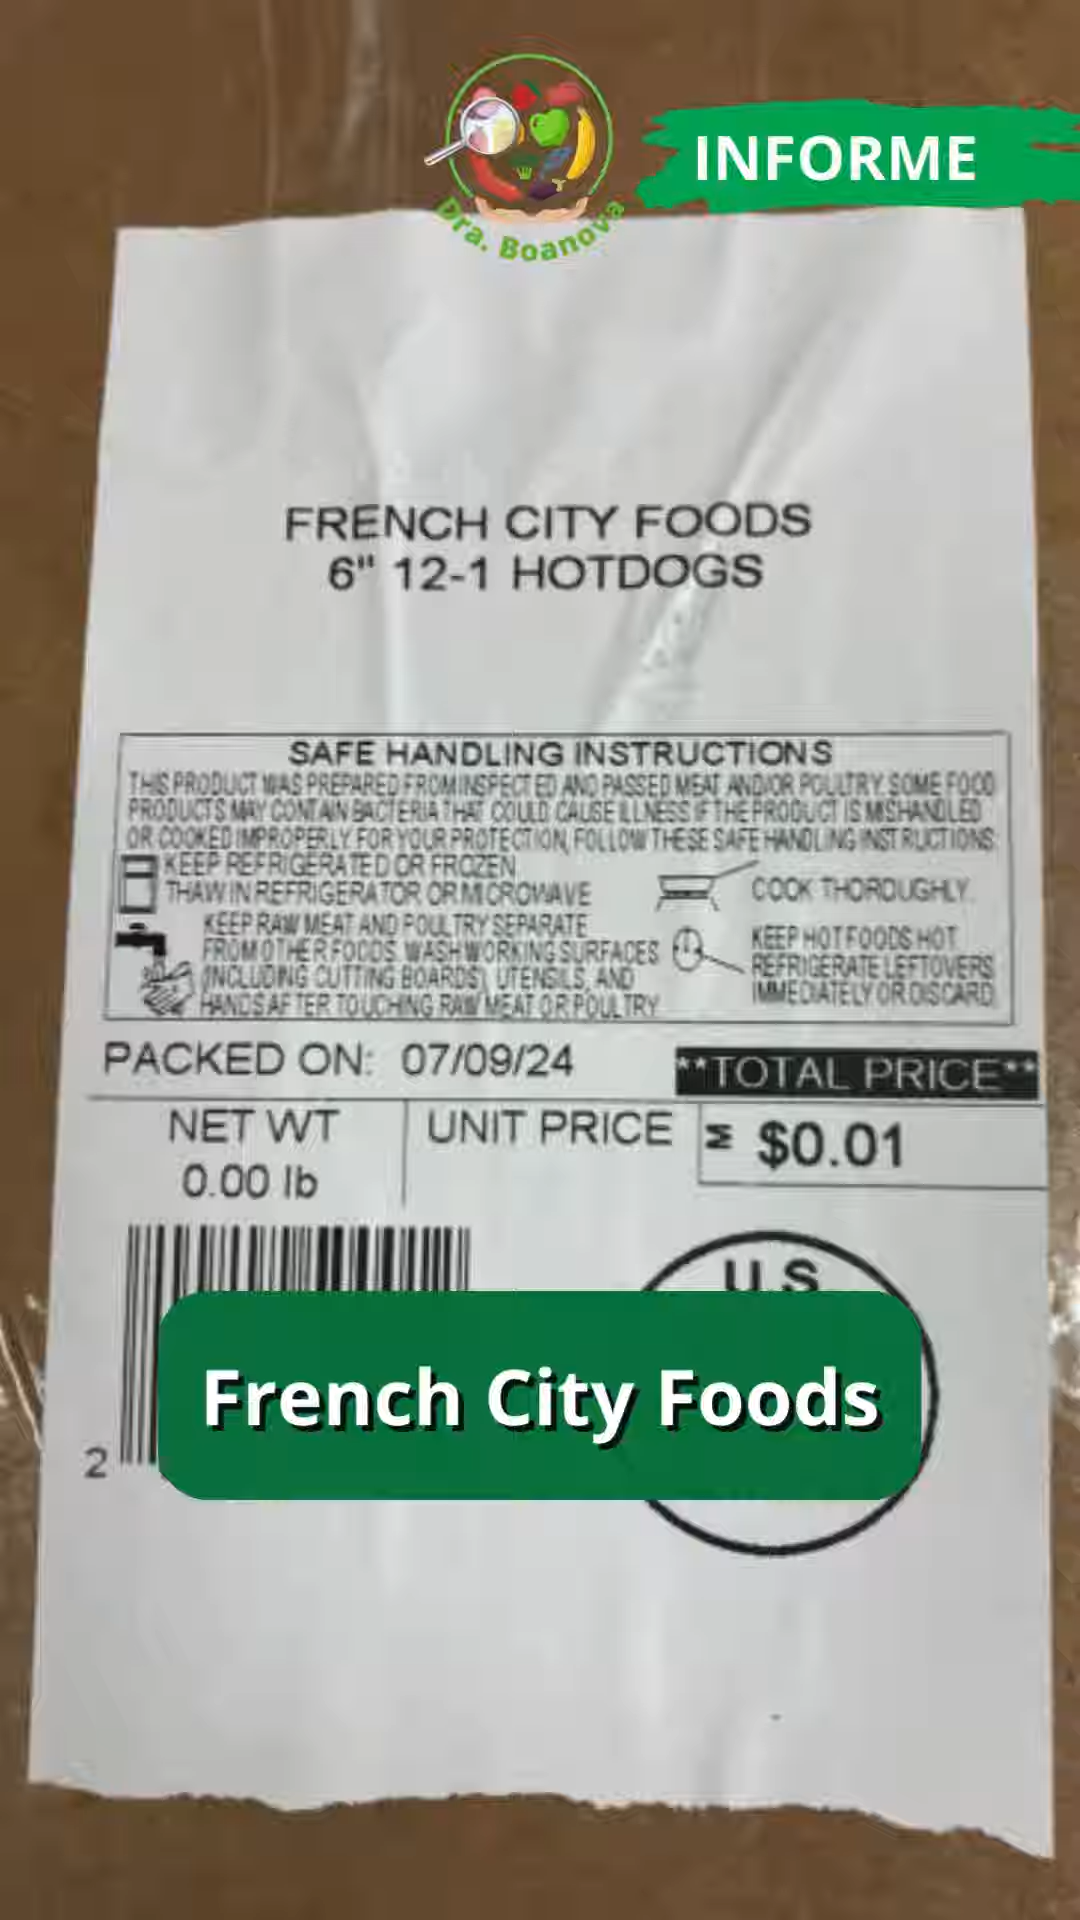 INFORME
Dra. Boanova
FRENCH CITY FOODS
6" 12-1 HOTDOGS
SAFE HANDLING INSTRUCTIONS
THIS PRODUCT WAS PREPARED FROM INSPECTED AND PASSED MEAT AND/OR POULTRY. SOME FOOD
PRODUCTS MAY CONTAIN BACTERIA THAT COULD CAUSE ILLNESS IF THE PRODUCT IS MISHANDLED
OR COOKED IMPROPERLY. FOR YOUR PROTECTION, FOLLOW THESE SAFE HANDLING INSTRUCTIONS.
KEEP REFRIGERATED OR FROZEN.
THAW IN REFRIGERATOR OR MICROWAVE
KEEP RAW MEAT AND POULTRY SEPARATE
FROM OTHER FOODS. WASH WORKING SURFACES
(INCLUDING CUTTING BOARDS), UTENSILS, AND
HANDS AFTER TOUCHING RAW MEAT OR POULTRY
COOK THOROUGHLY.
KEEP HOT FOODS HOT.
REFRIGERATE LEFTOVERS
IMMEDIATELY OR DISCARD.
PACKED ON: 07/09/24
**TOTAL PRICE**
NET WT
0.00 lb
UNIT PRICE
M $0.01
U.S
French City Foods
2